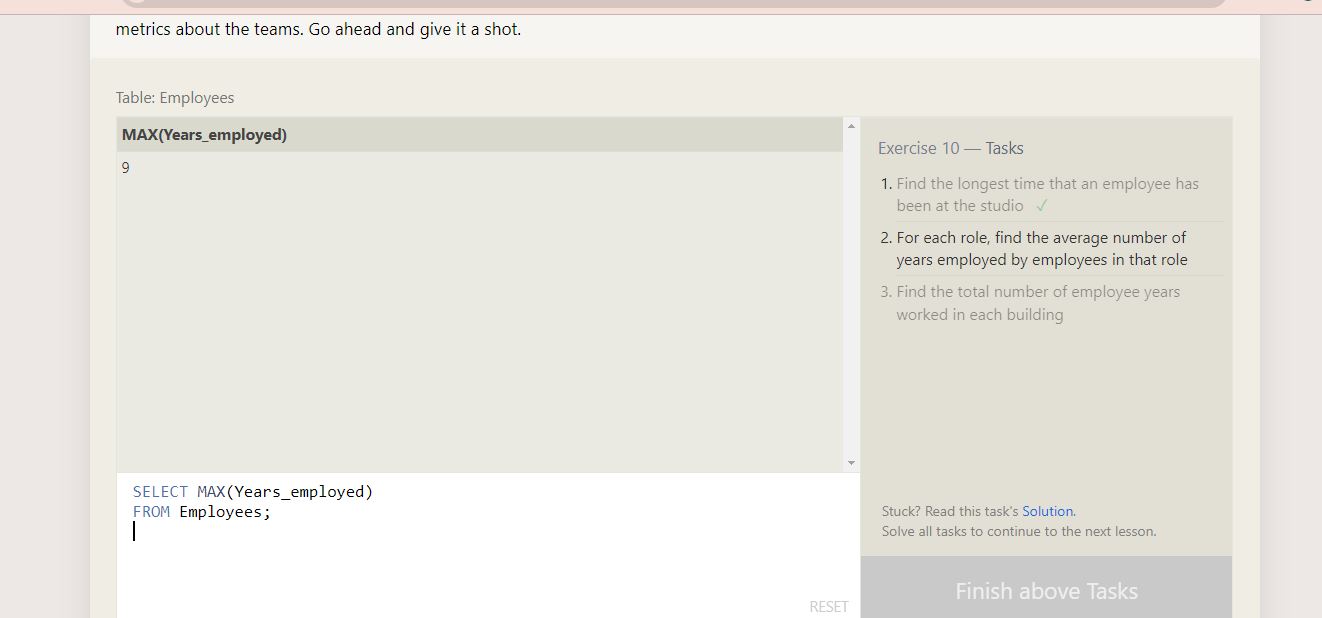 metrics about the teams. Go ahead and give it a shot.
Table: Employees
MAX(Years_employed)
9
SELECT MAX(Years_employed)
FROM Employees;
RESET
Exercise 10 — Tasks
1. Find the longest time that an employee has
been at the studio ✓
2. For each role, find the average number of
years employed by employees in that role
3. Find the total number of employee years
worked in each building
Stuck? Read this task's Solution.
Solve all tasks to continue to the next lesson.
Finish above Tasks